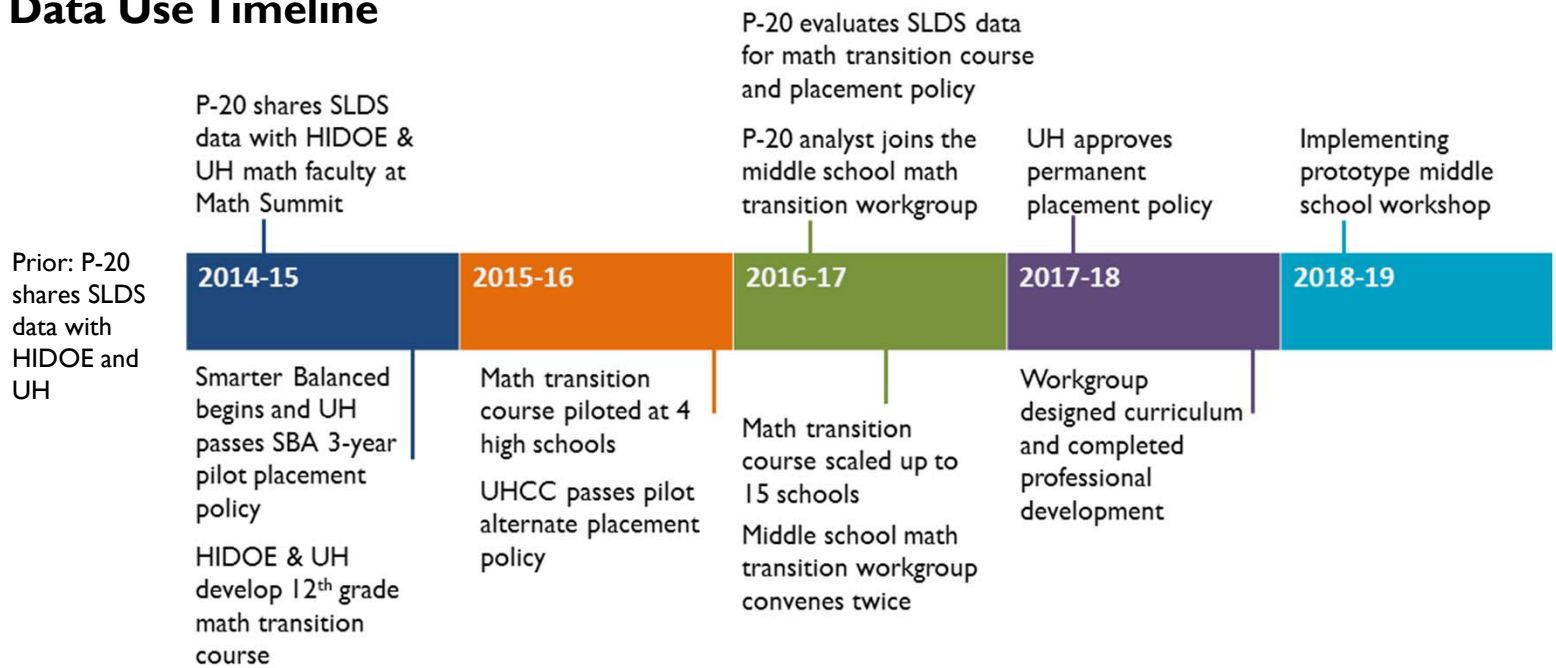 Data Use Timeline
P-20 evaluates SLDS data
for math transition course
and placement policy
P-20 shares SLDS
data with HIDOE &
UH math faculty at
Math Summit
P-20 analyst joins the
middle school math
transition workgroup
UH approves
permanent
placement policy
Implementing
prototype middle
school workshop
Prior: P-20
shares SLDS
data with
HIDOE and
UH
2014-15
2015-16
2016-17
2017-18
2018-19
Smarter Balanced
begins and UH
passes SBA 3-year
pilot placement
policy
HIDOE & UH
develop 12th grade
math transition
course
Math transition
course piloted at 4
high schools
UHCC passes pilot
alternate placement
policy
Math transition
course scaled up to
15 schools
Middle school math
transition workgroup
convenes twice
Workgroup
designed curriculum
and completed
professional
development